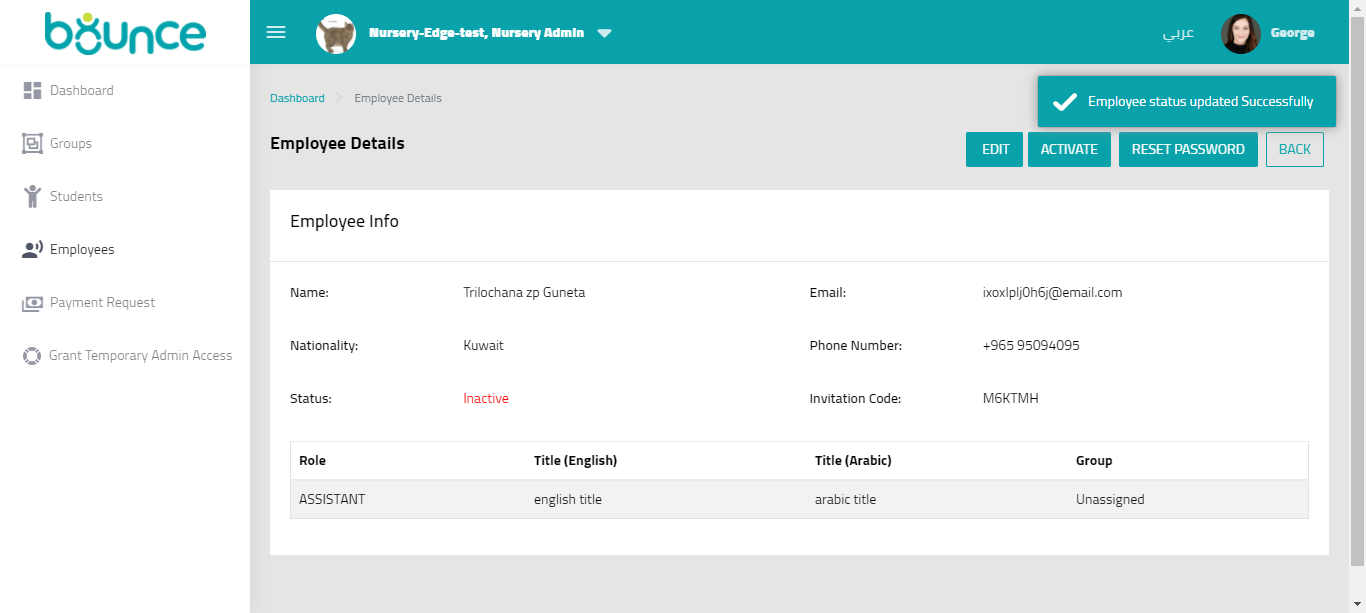 bounce
Nursery-Edge-test, Nursery Admin
عربي
George
Dashboard
Groups
Students
Employees
Payment Request
Grant Temporary Admin Access
Dashboard Employee Details
Employee status updated Successfully
Employee Details
EDIT ACTIVATE RESET PASSWORD BACK
Employee Info
Name: Trilochana zp Guneta Email: ixoxlplj0h6j@email.com
Nationality: Kuwait Phone Number: +965 95094095
Status: Inactive Invitation Code: M6KTMH
Role Title (English) Title (Arabic) Group
ASSISTANT english title arabic title Unassigned